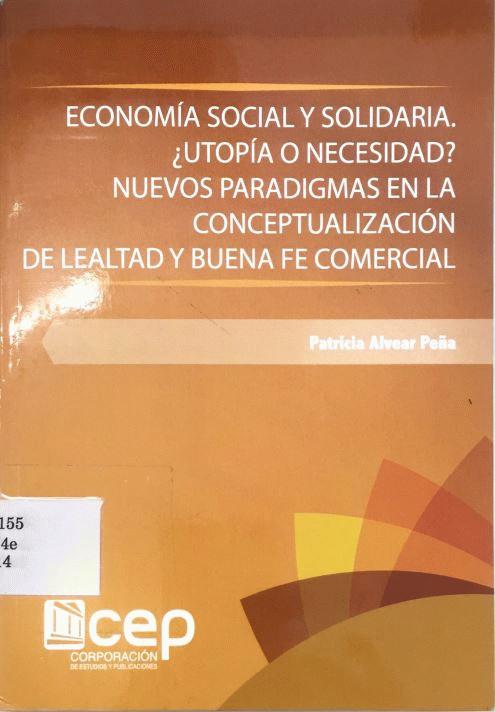 ECONOMÍA SOCIAL Y SOLIDARIA.
¿UTOPÍA O NECESIDAD?
NUEVOS PARADIGMAS EN LA
CONCEPTUALIZACIÓN
DE LEALTAD Y BUENA FE COMERCIAL
Patricia Alvear Peña
155
4e
14
cep
CORPORACIÓN
DE ESTUDIOS Y PUBLICACIONES